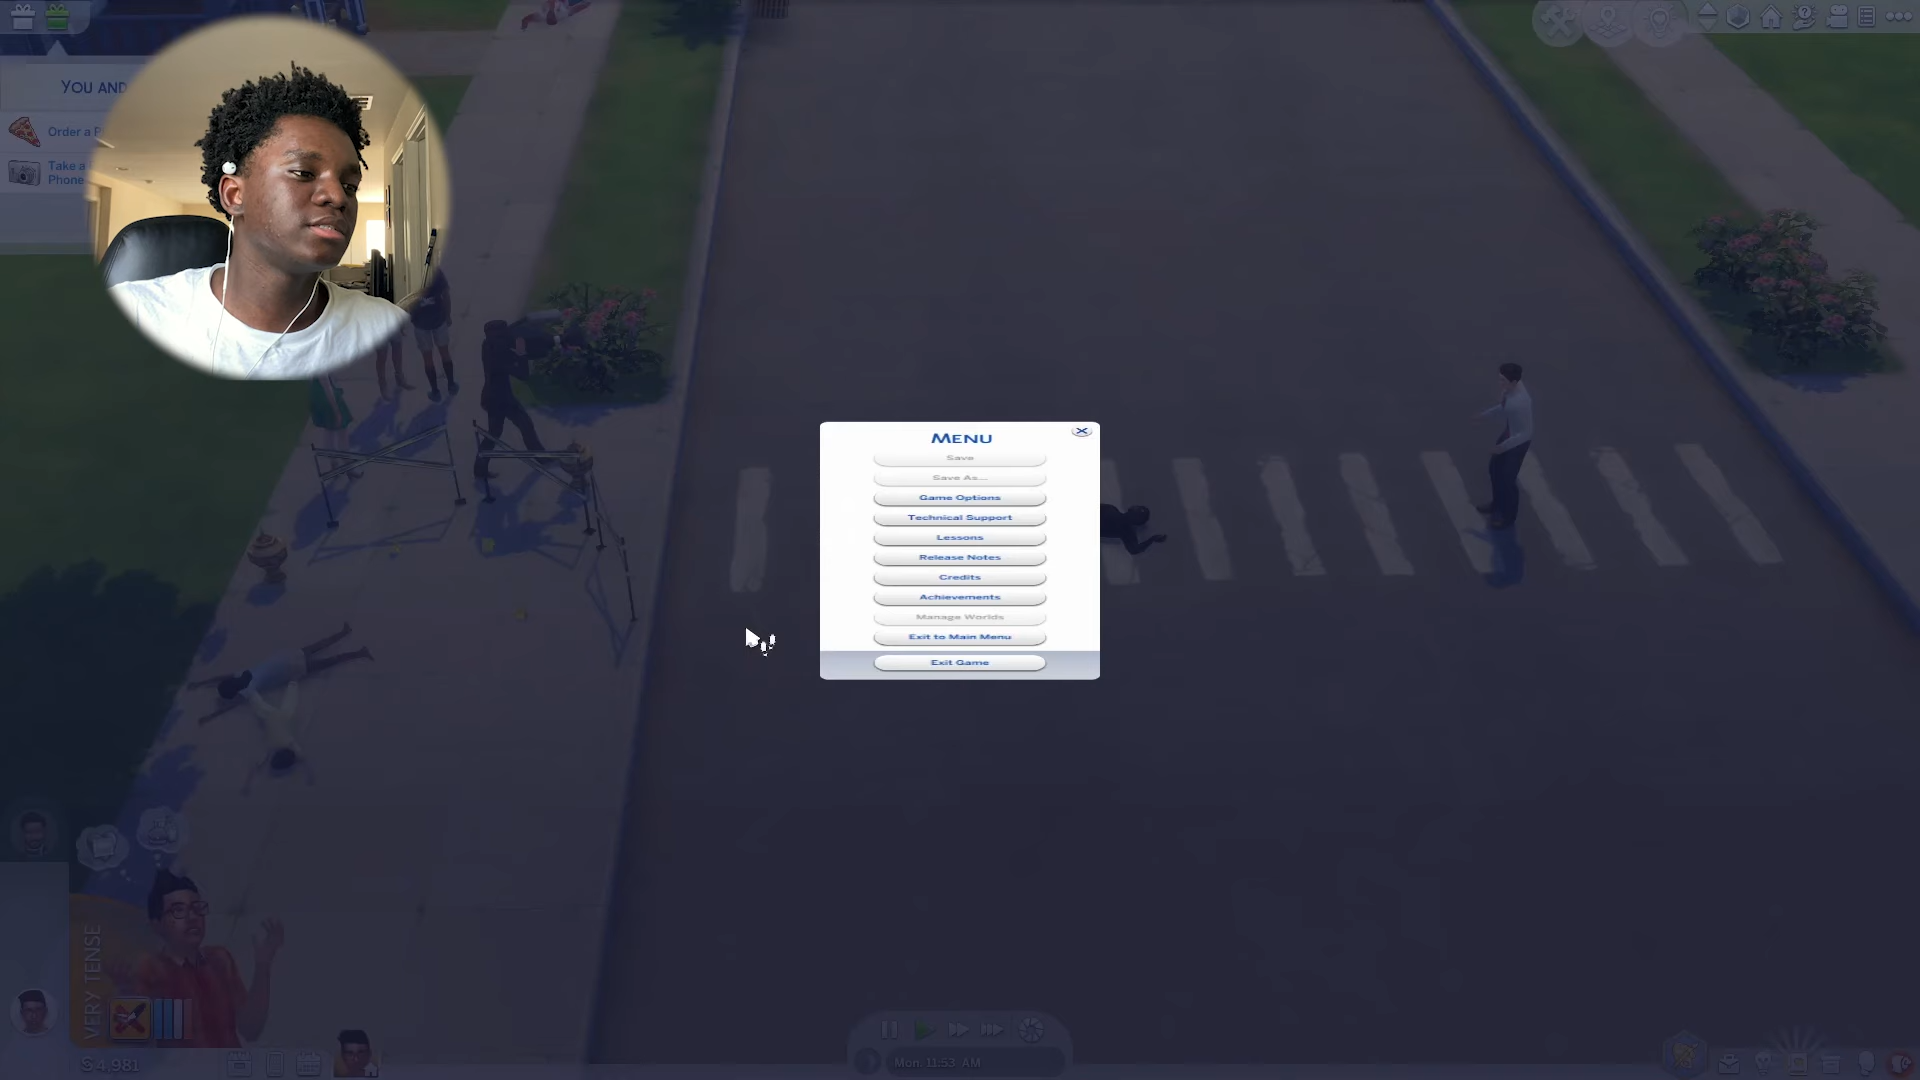 YOU AND
Order a P
Take a
Phone
MENU
Save
Save As...
Game Options
Technical Support
Lessons
Release Notes
Credits
Achievements
Manage Worlds
Exit to Main Menu
Exit Game
VERY TENSE
§4,981
Mon. 11:53 AM